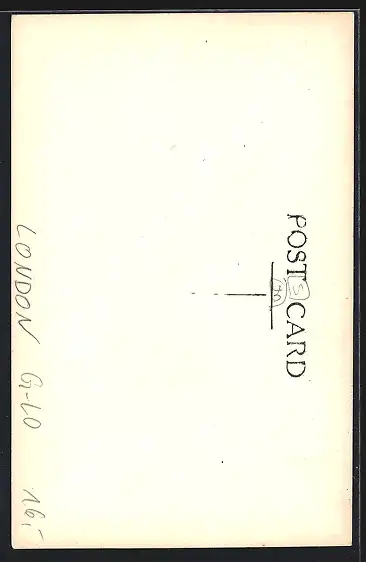 POST CARD
LONDON G-LO 16,-